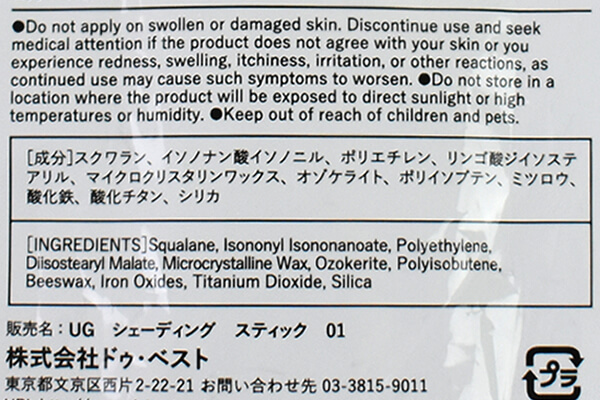 ●Do not apply on swollen or damaged skin. Discontinue use and seek
medical attention if the product does not agree with your skin or you
experience redness, swelling, itchiness, irritation, or other reactions, as
continued use may cause such symptoms to worsen. ●Do not store in a
location where the product will be exposed to direct sunlight or high
temperatures or humidity. ●Keep out of reach of children and pets.
[成分]スクワラン、イソノナン酸イソノニル、ポリエチレン、リンゴ酸ジイソステ
アリル、マイクロクリスタリンワックス、オゾケライト、ポリイソブテン、ミツロウ、
酸化鉄、酸化チタン、シリカ
[INGREDIENTS]Squalane, Isononyl Isononanoate, Polyethylene,
Diisostearyl Malate, Microcrystalline Wax, Ozokerite, Polyisobutene,
Beeswax, Iron Oxides, Titanium Dioxide, Silica
販売名：UG シェーディング スティック 01
株式会社ドゥ・ベスト
プラ
東京都文京区西片2-22-21 お問い合わせ先 03-3815-9011